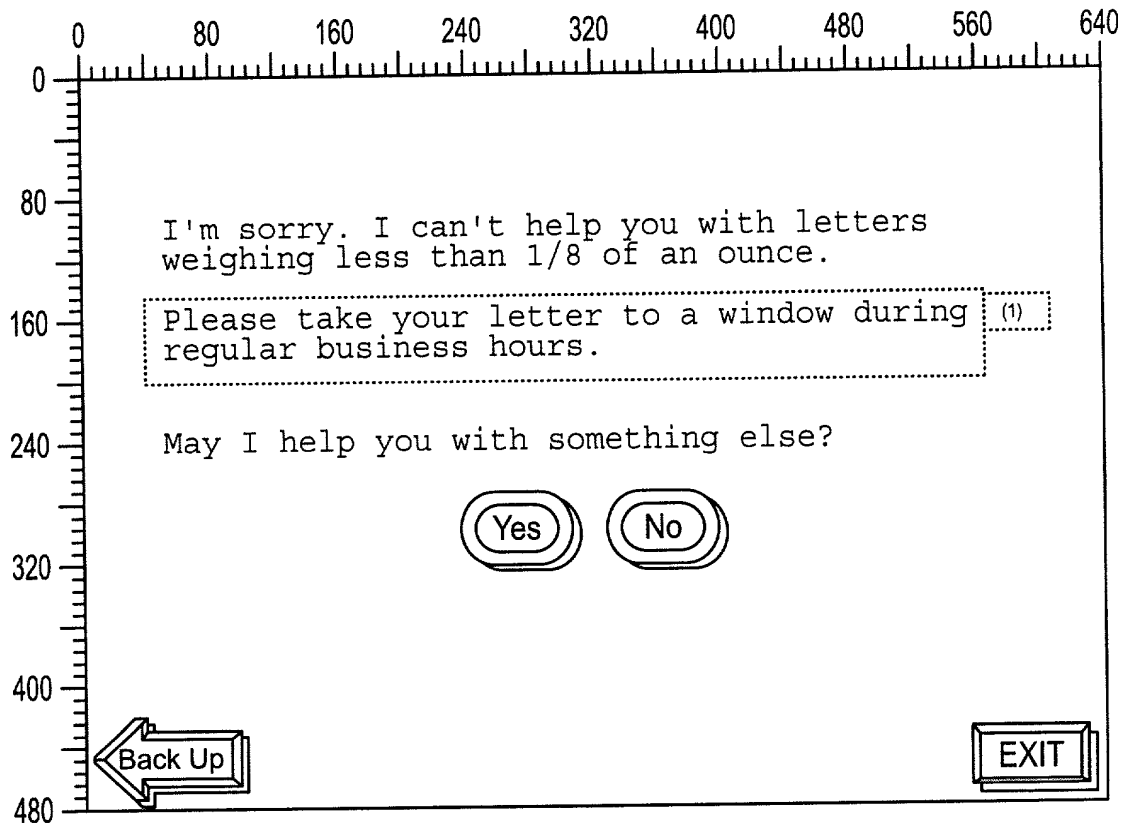 0 80 160 240 320 400 480 560 640
0
80
I'm sorry. I can't help you with letters
weighing less than 1/8 of an ounce.
160
Please take your letter to a window during (1)
regular business hours.
240
May I help you with something else?
Yes No
320
400
Back Up EXIT
480